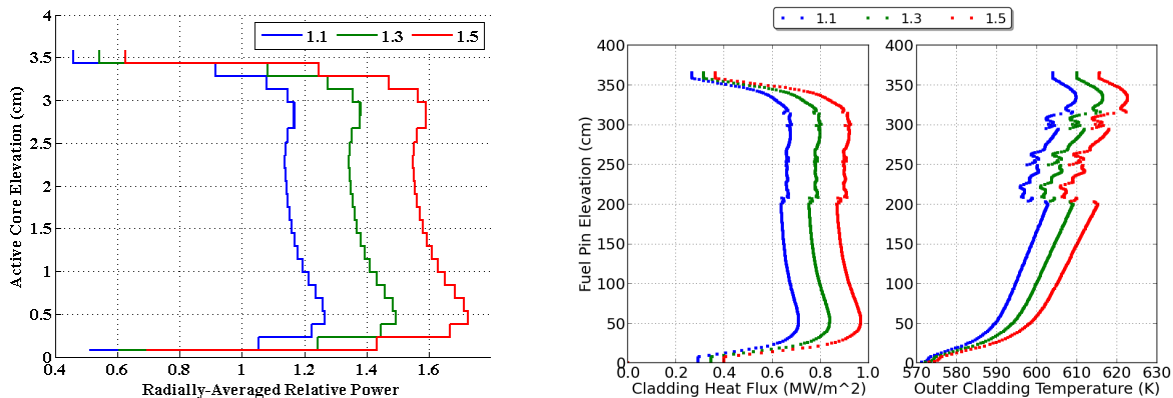 1.1 1.3 1.5
4
3.5
3
2.5
2
1.5
1
0.5
0
Active Core Elevation (cm)
0.4 0.6 0.8 1 1.2 1.4 1.6
Radially-Averaged Relative Power
1.1 1.3 1.5
400
350
300
250
200
150
100
50
0
Fuel Pin Elevation (cm)
0.0 0.2 0.4 0.6 0.8 1.0
Cladding Heat Flux (MW/m^2)
400
350
300
250
200
150
100
50
0
570 580 590 600 610 620 630
Outer Cladding Temperature (K)